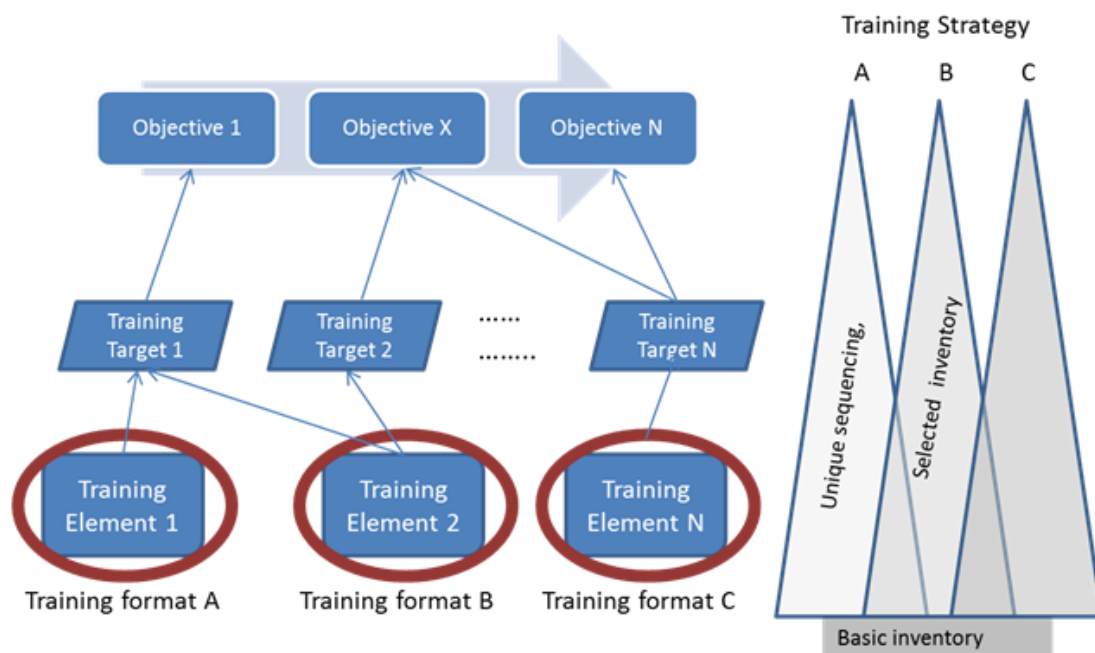 Training Strategy
A B C
Objective 1
Objective X
Objective N
Training
Target 1
Training
Target 2
......
........
Training
Target N
Training
Element 1
Training
Element 2
Training
Element N
Training format A
Training format B
Training format C
Unique sequencing,
Selected inventory
Basic inventory